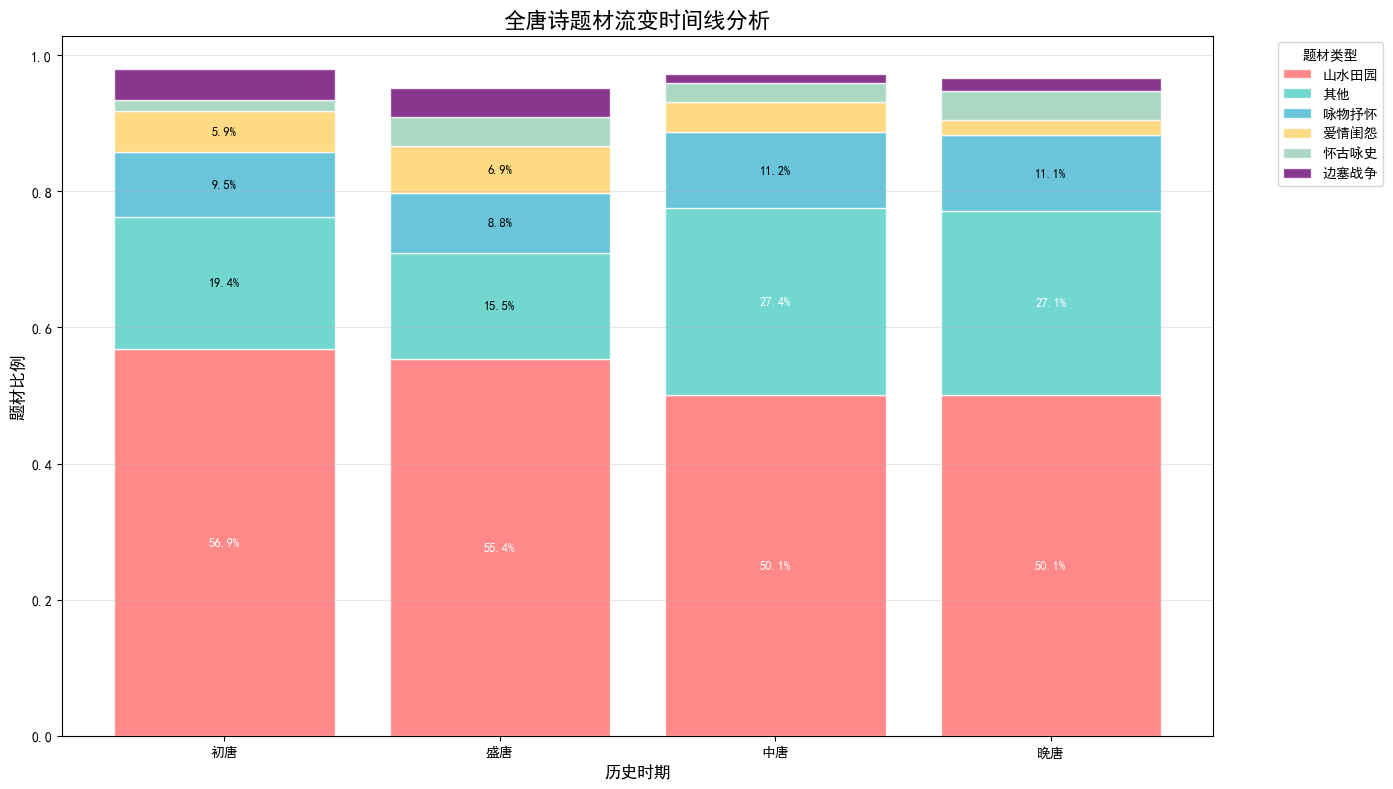 全唐诗题材流变时间线分析
题材类型
山水田园
其他
咏物抒怀
爱情闺怨
怀古咏史
边塞战争
题材比例
1.0
0.8
0.6
0.4
0.2
0.0
5.9%
9.5%
19.4%
56.9%
6.9%
8.8%
15.5%
55.4%
11.2%
27.4%
50.1%
11.1%
27.1%
50.1%
初唐
盛唐
中唐
晚唐
历史时期